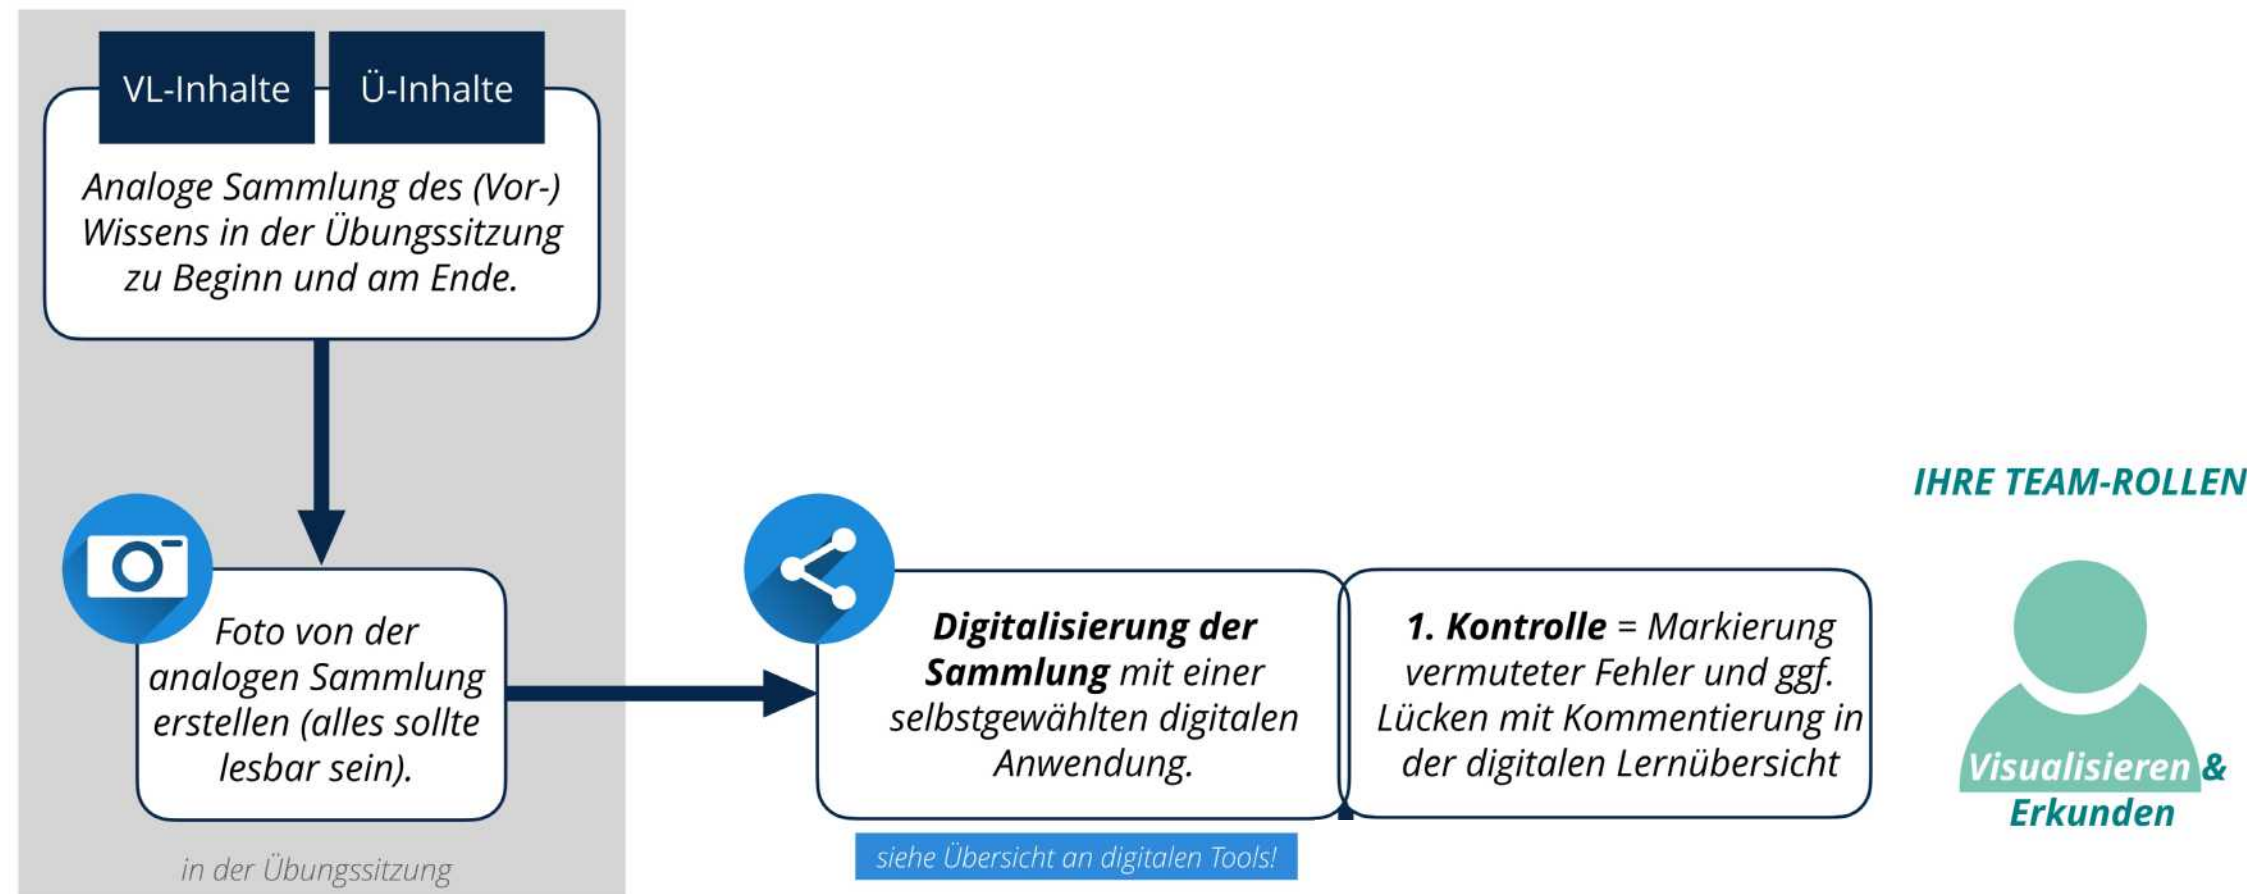 VL-Inhalte
Ü-Inhalte
Analoge Sammlung des (Vor-)
Wissens in der Übungssitzung
zu Beginn und am Ende.
Foto von der
analogen Sammlung
erstellen (alles sollte
lesbar sein).
in der Übungssitzung
Digitalisierung der
Sammlung mit einer
selbstgewählten digitalen
Anwendung.
siehe Übersicht an digitalen Tools!
1. Kontrolle = Markierung
vermuteter Fehler und ggf.
Lücken mit Kommentierung in
der digitalen Lernübersicht
IHRE TEAM-ROLLEN
Visualisieren &
Erkunden